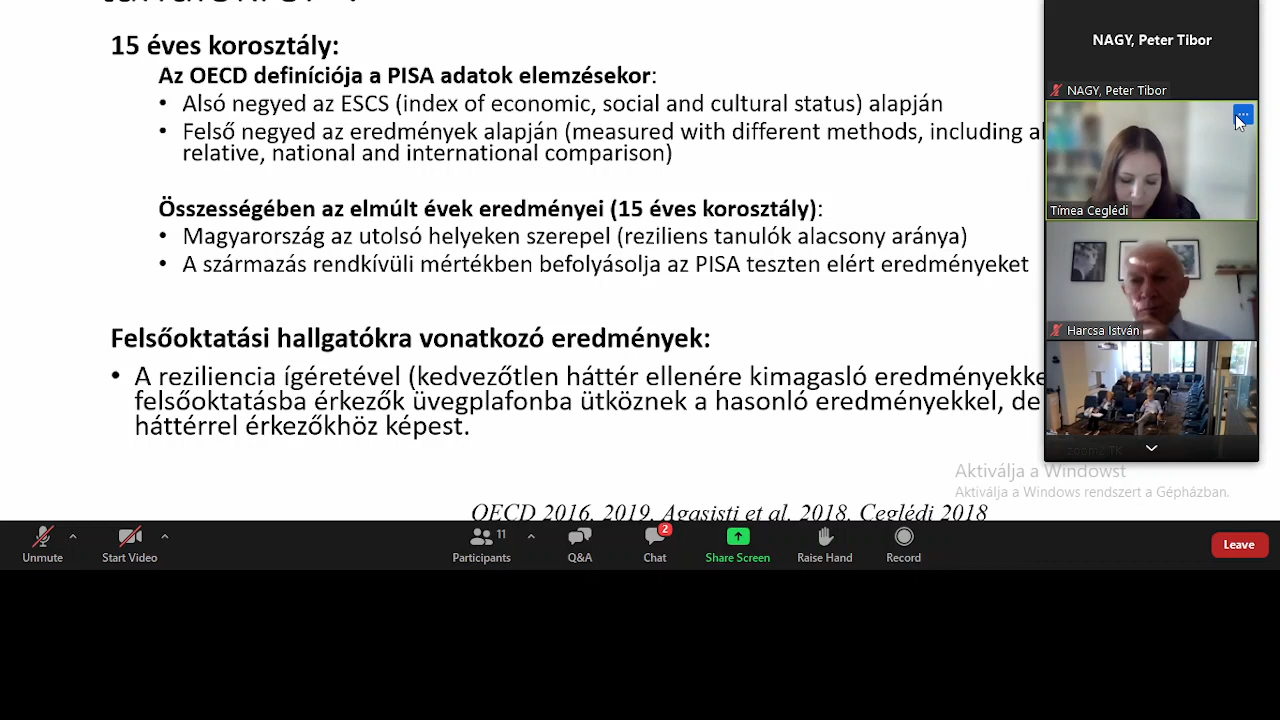 15 éves korosztály:
Az OECD definíciója a PISA adatok elemzésekor:
• Alsó negyed az ESCS (index of economic, social and cultural status) alapján
• Felső negyed az eredmények alapján (measured with different methods, including
relative, national and international comparison)
Összességében az elmúlt évek eredményei (15 éves korosztály):
• Magyarország az utolsó helyeken szerepel (reziliens tanulók alacsony aránya)
• A származás rendkívüli mértékben befolyásolja az PISA teszten elért eredményeket
Felsőoktatási hallgatókra vonatkozó eredmények:
• A reziliencia ígéretével (kedvezőtlen háttér ellenére kimagasló
felsőoktatásba érkezők üvegplafonba ütköznek a hasonló eredményekkel, de
háttérrel érkezőkhöz képest.
OECD 2016, 2019, Agasisti et al. 2018, Ceglédi 2018
NAGY, Peter Tibor
NAGY, Peter Tibor
Tímea Ceglédi
Harcsa István
zoom2 TK
Aktiválja a Windowst
Aktiválja a Windows rendszert a Gépházban.
Unmute
Start Video
Participants
11
Q&A
Chat
2
Share Screen
Raise Hand
Record
Leave